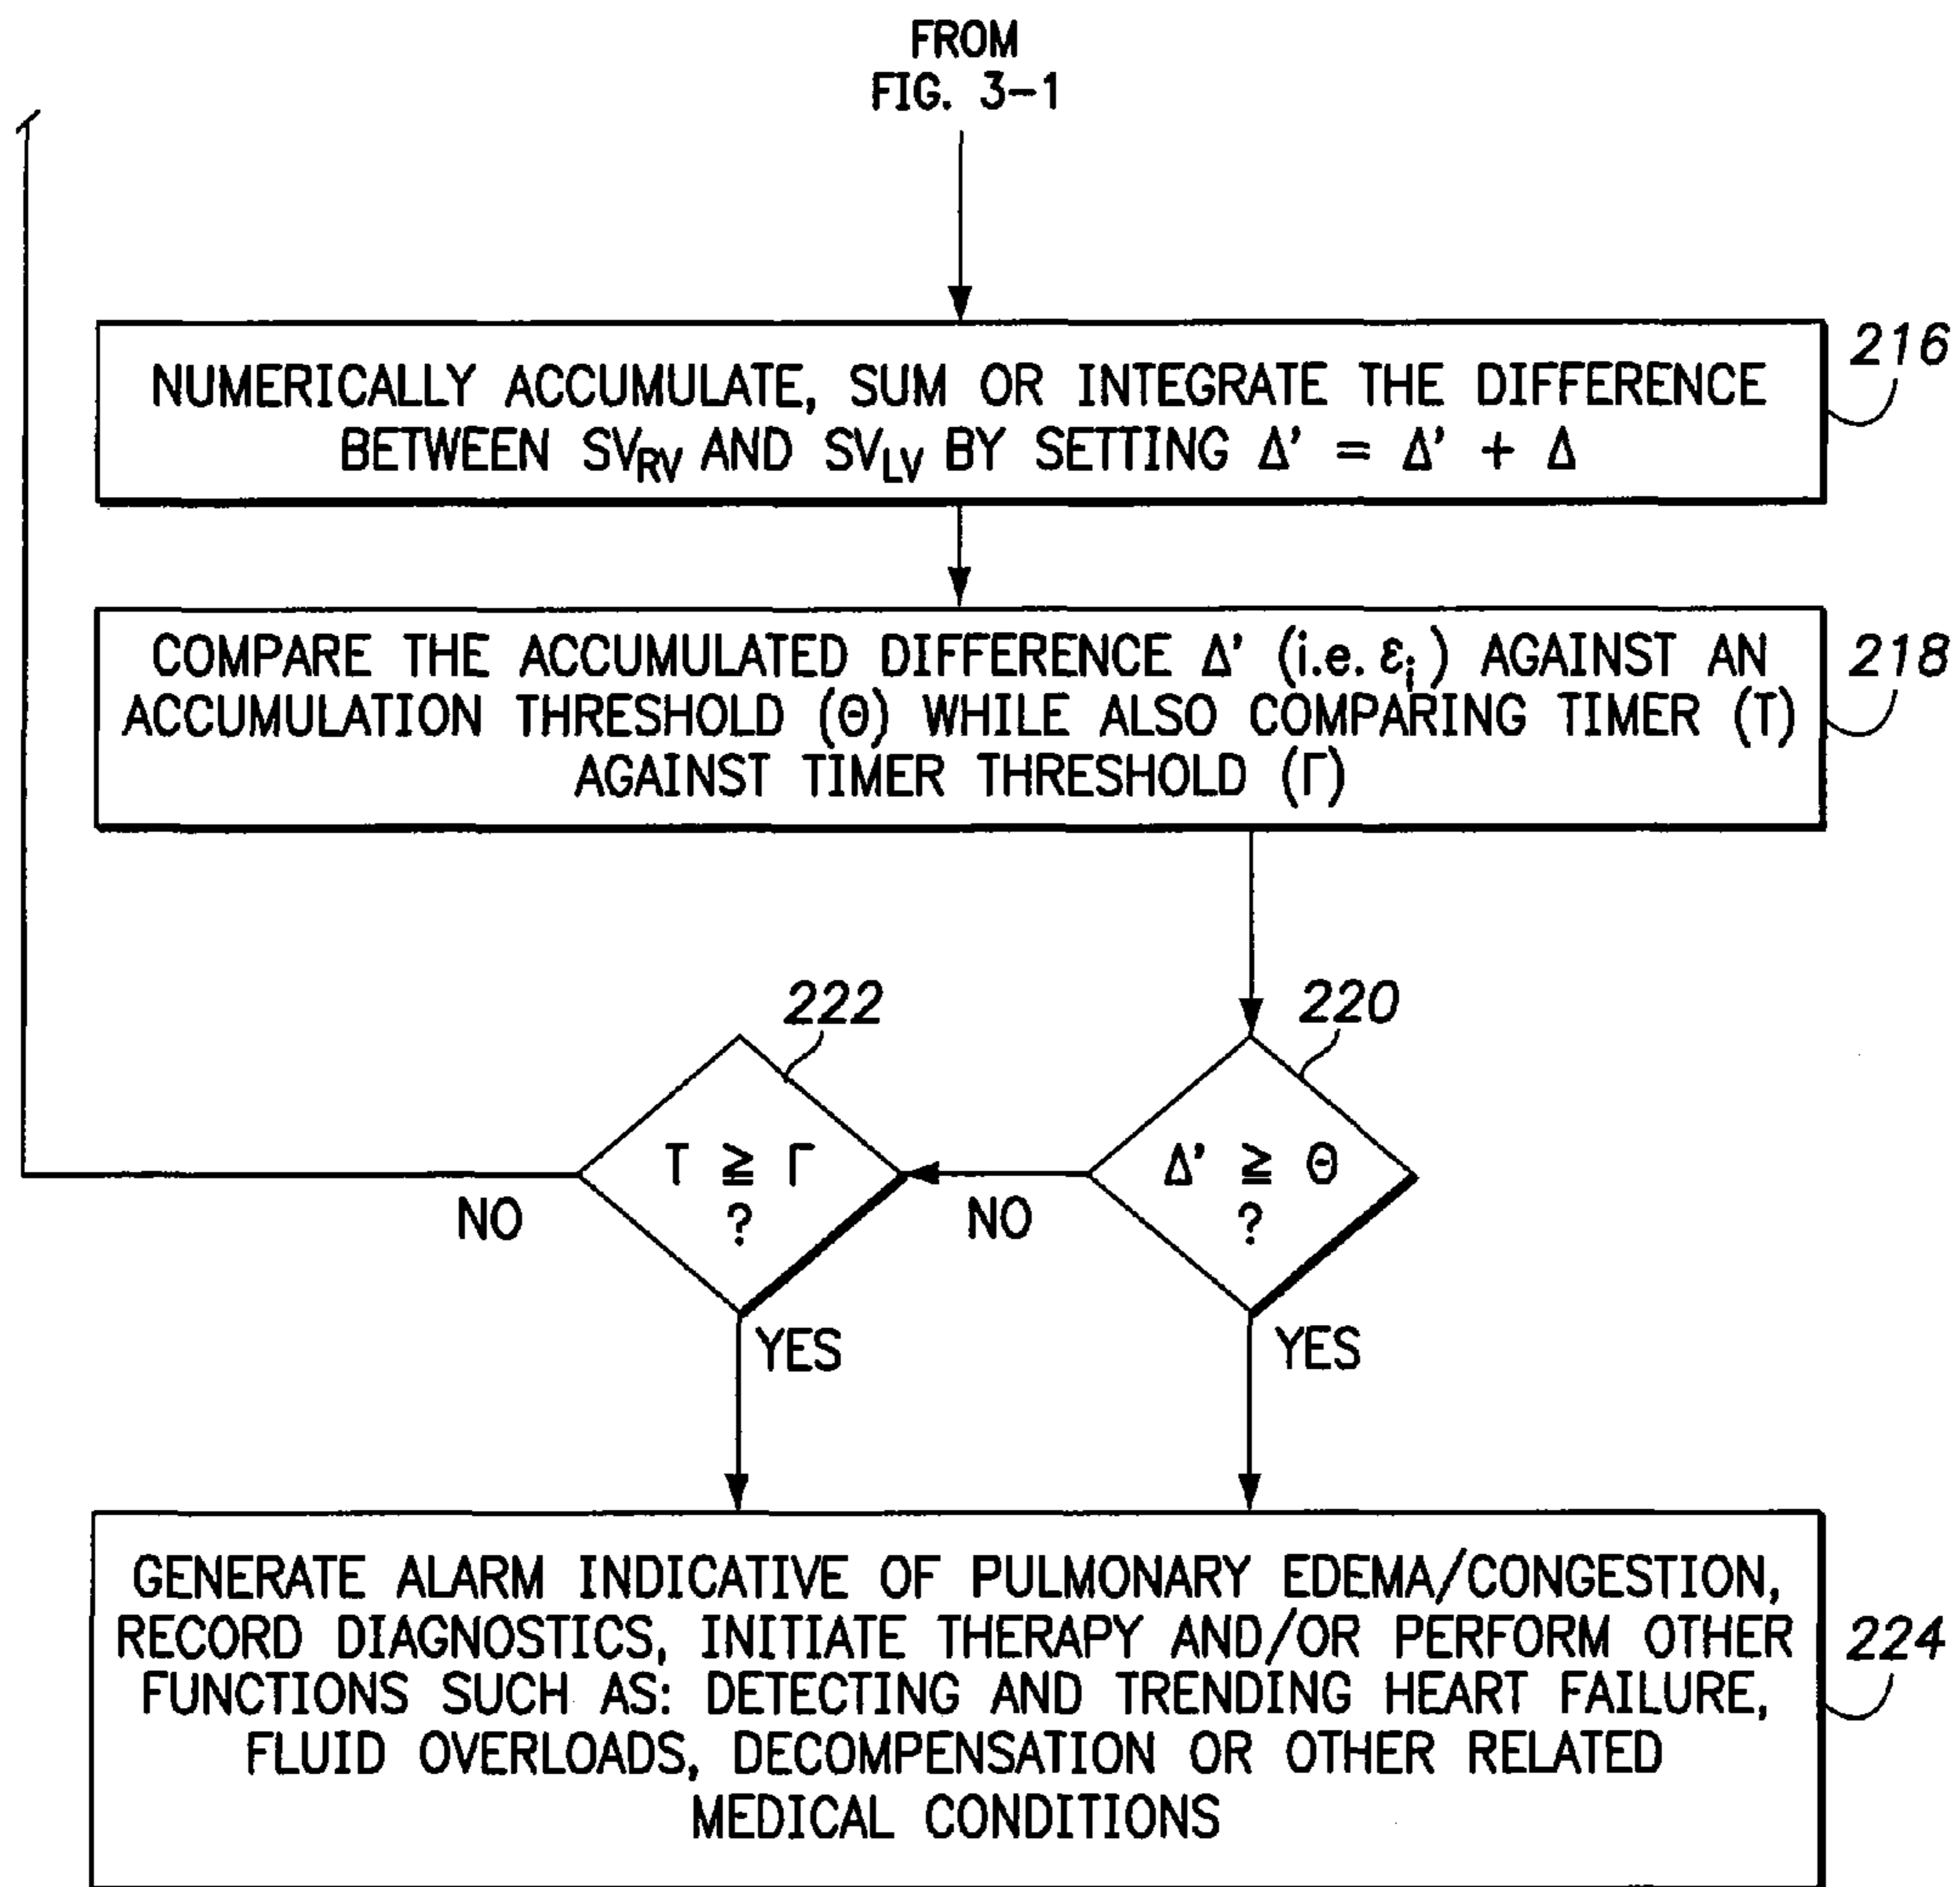 FROM
FIG. 3-1
216
NUMERICALLY ACCUMULATE, SUM OR INTEGRATE THE DIFFERENCE
BETWEEN SV_RV AND SV_LV BY SETTING Δ' = Δ' + Δ
COMPARE THE ACCUMULATED DIFFERENCE Δ' (i.e. ε_i) AGAINST AN
218
ACCUMULATION THRESHOLD (Θ) WHILE ALSO COMPARING TIMER (T)
AGAINST TIMER THRESHOLD (Γ)
222
220
T ≧ Γ
?
Δ' ≧ Θ
?
NO
NO
YES
YES
GENERATE ALARM INDICATIVE OF PULMONARY EDEMA/CONGESTION,
RECORD DIAGNOSTICS, INITIATE THERAPY AND/OR PERFORM OTHER
224
FUNCTIONS SUCH AS: DETECTING AND TRENDING HEART FAILURE,
FLUID OVERLOADS, DECOMPENSATION OR OTHER RELATED
MEDICAL CONDITIONS